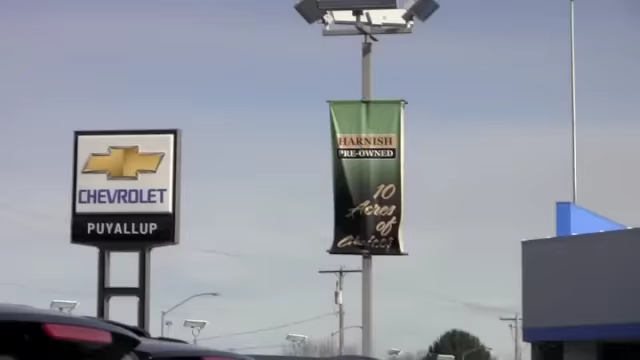 CHEVROLET
PUYALLUP
HARNISH
PRE-OWNED
10
Acres
of